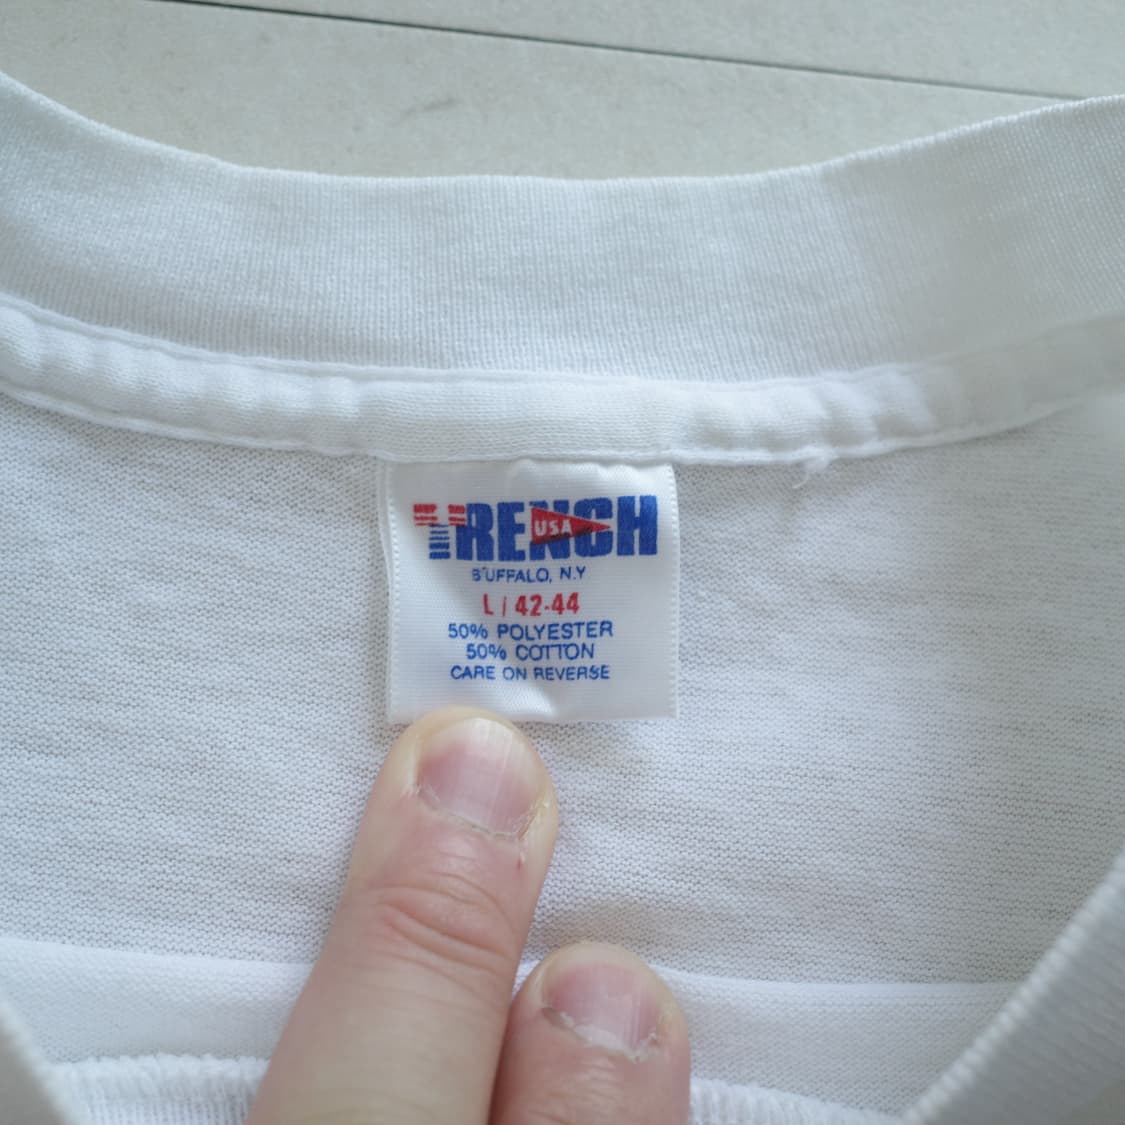 TRENCH
USA
BUFFALO, N.Y
L / 42-44
50% POLYESTER
50% COTTON
CARE ON REVERSE